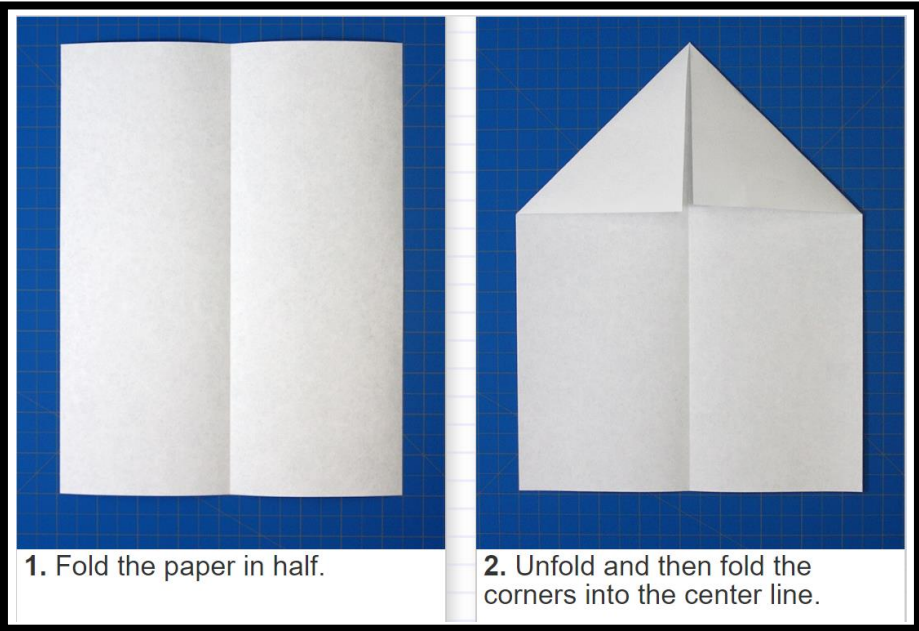 1. Fold the paper in half.
2. Unfold and then fold the
corners into the center line.